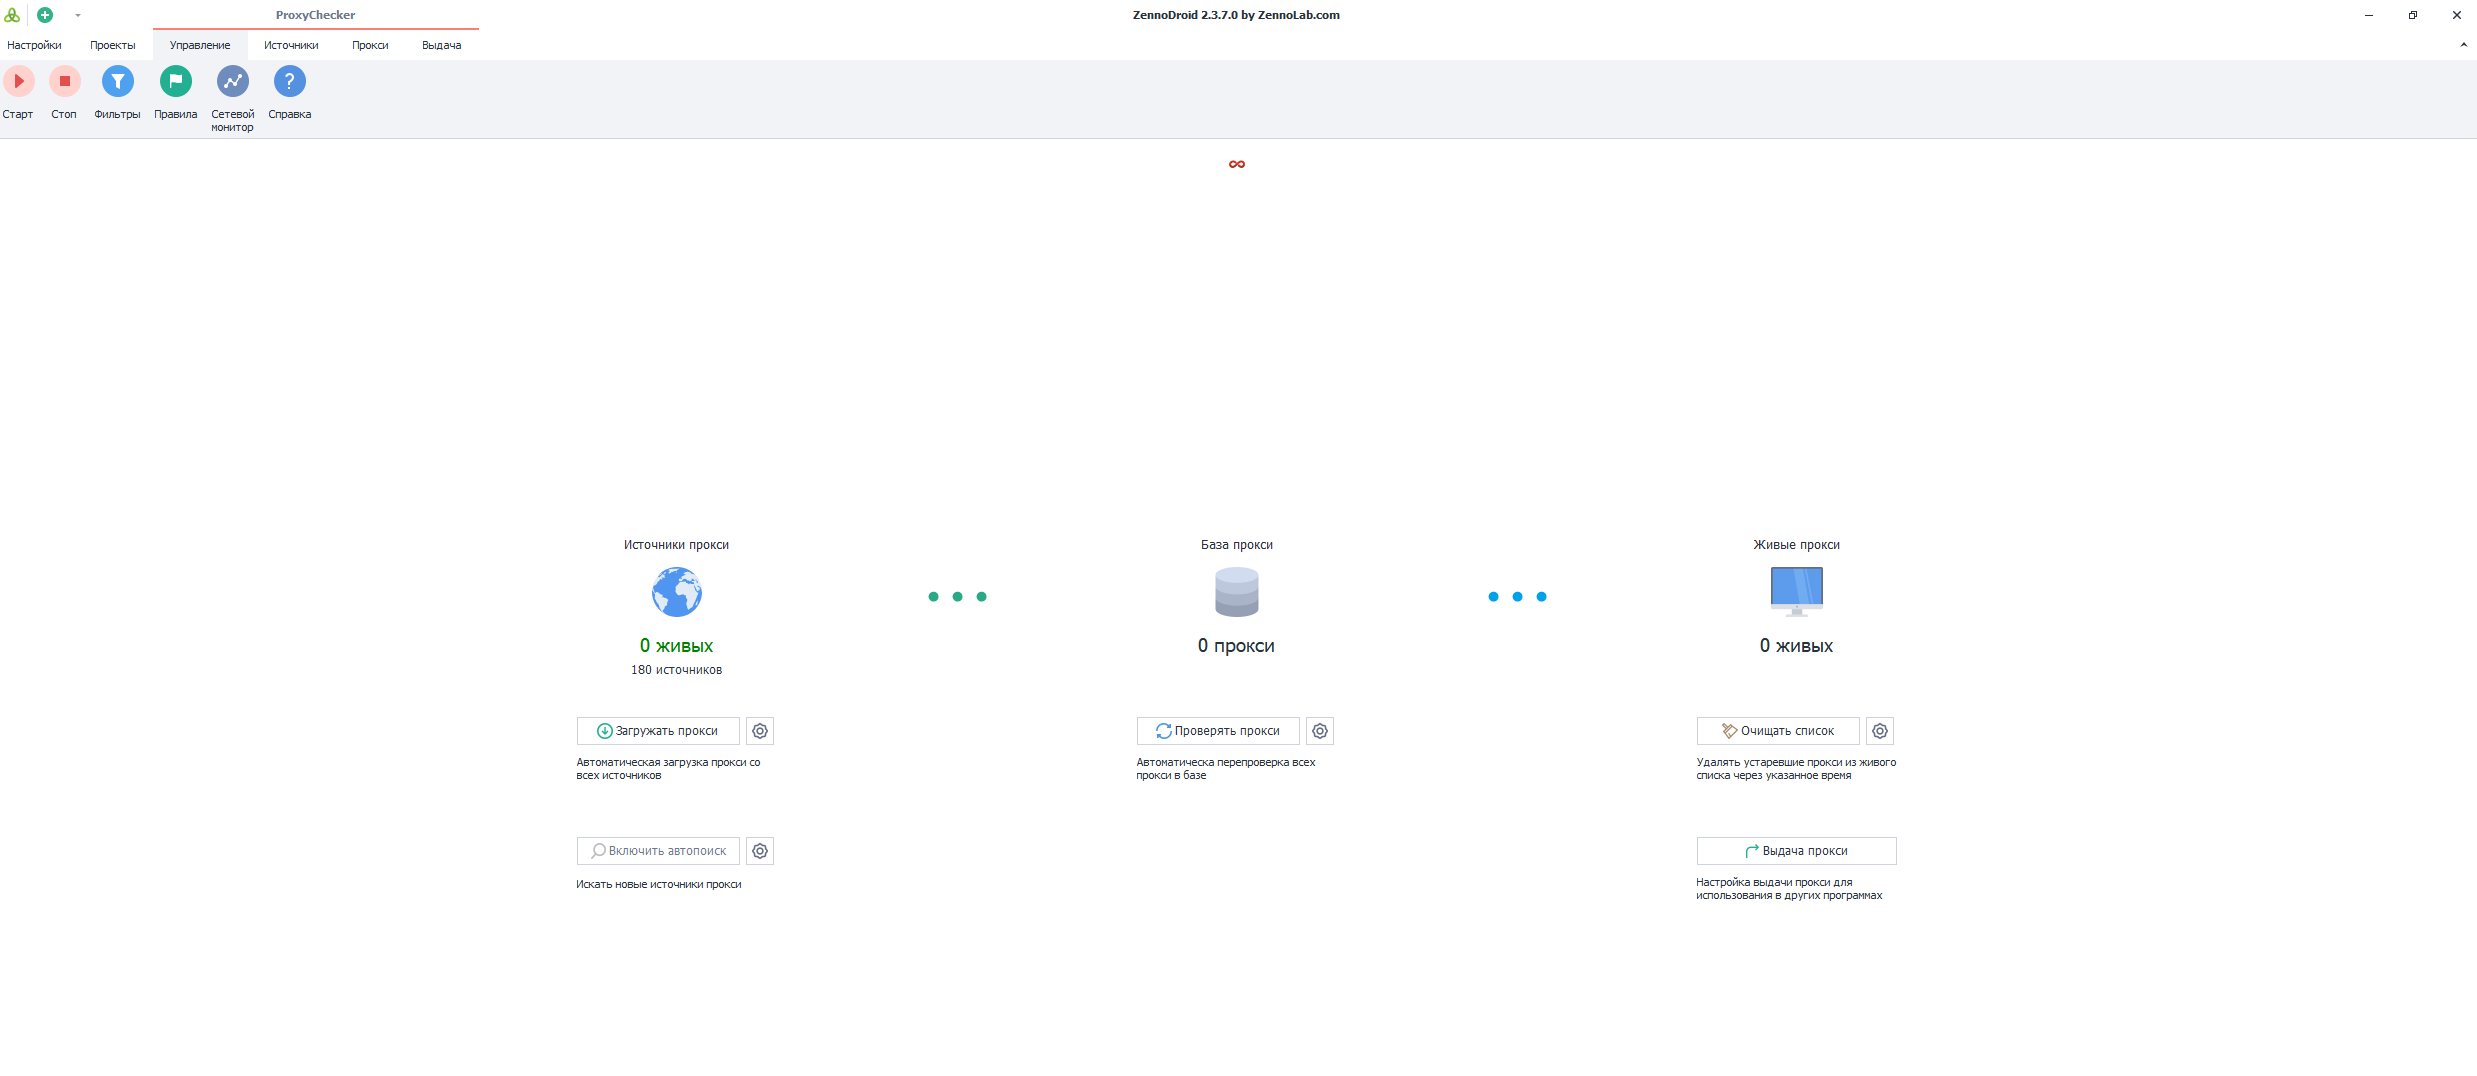 ProxyChecker
ZennoDroid 2.3.7.0 by ZennoLab.com
Настройки
Проекты
Управление
Источники
Прокси
Выдача
Старт
Стоп
Фильтры
Правила
Сетевой
монитор
Справка
∞
Источники прокси
0 живых
180 источников
Загружать прокси
Автоматическая загрузка прокси со
всех источников
Включить автопоиск
Искать новые источники прокси
База прокси
0 прокси
Проверять прокси
Автоматическа перепроверка всех
прокси в базе
Живые прокси
0 живых
Очищать список
Удалять устаревшие прокси из живого
списка через указанное время
Выдача прокси
Настройка выдачи прокси для
использования в других программах